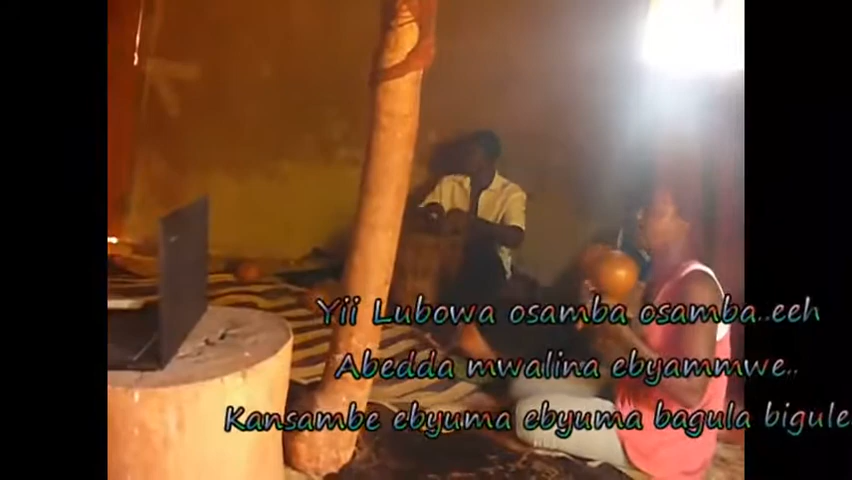 Yii Lubowa osamba osamba..eeh
Abedda mwalina ebyammwe..
Kansambe ebyuma ebyuma bagula bigule